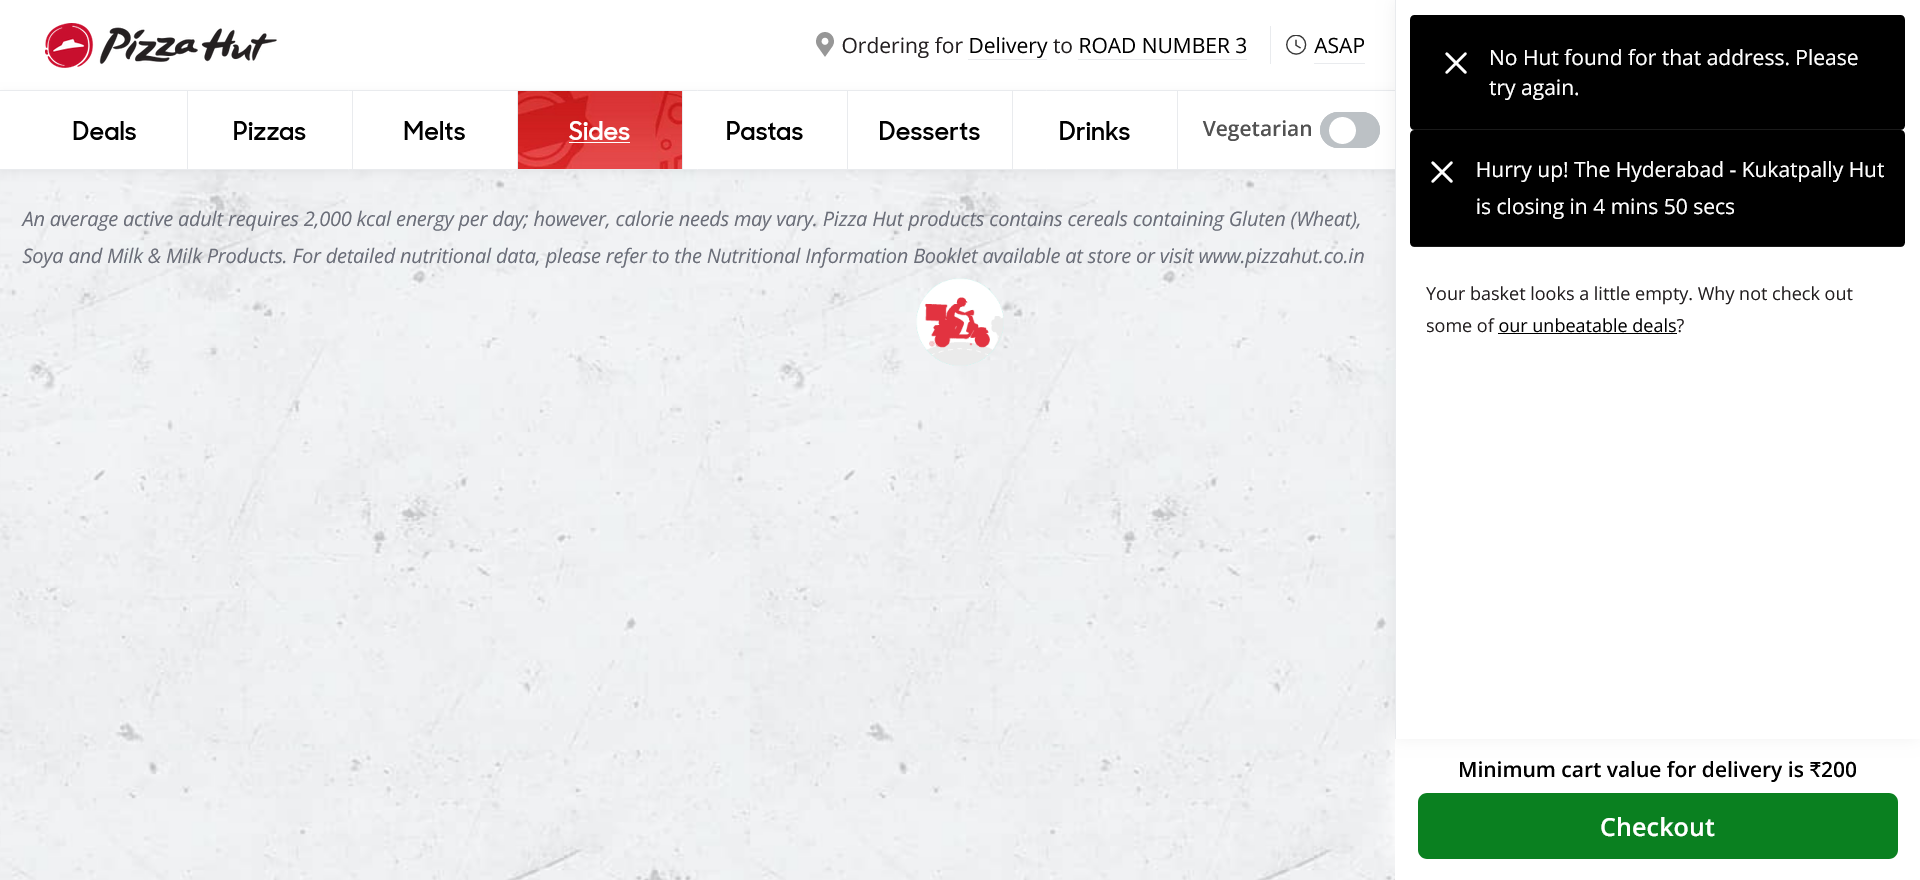 Pizza Hut
Ordering for Delivery to ROAD NUMBER 3
ASAP
Deals
Pizzas
Melts
Sides
Pastas
Desserts
Drinks
Vegetarian
An average active adult requires 2,000 kcal energy per day; however, calorie needs may vary. Pizza Hut products contains cereals containing Gluten (Wheat),
Soya and Milk & Milk Products. For detailed nutritional data, please refer to the Nutritional Information Booklet available at store or visit www.pizzahut.co.in
No Hut found for that address. Please
try again.
Hurry up! The Hyderabad - Kukatpally Hut
is closing in 4 mins 50 secs
Your basket looks a little empty. Why not check out
some of our unbeatable deals?
Minimum cart value for delivery is ₹200
Checkout